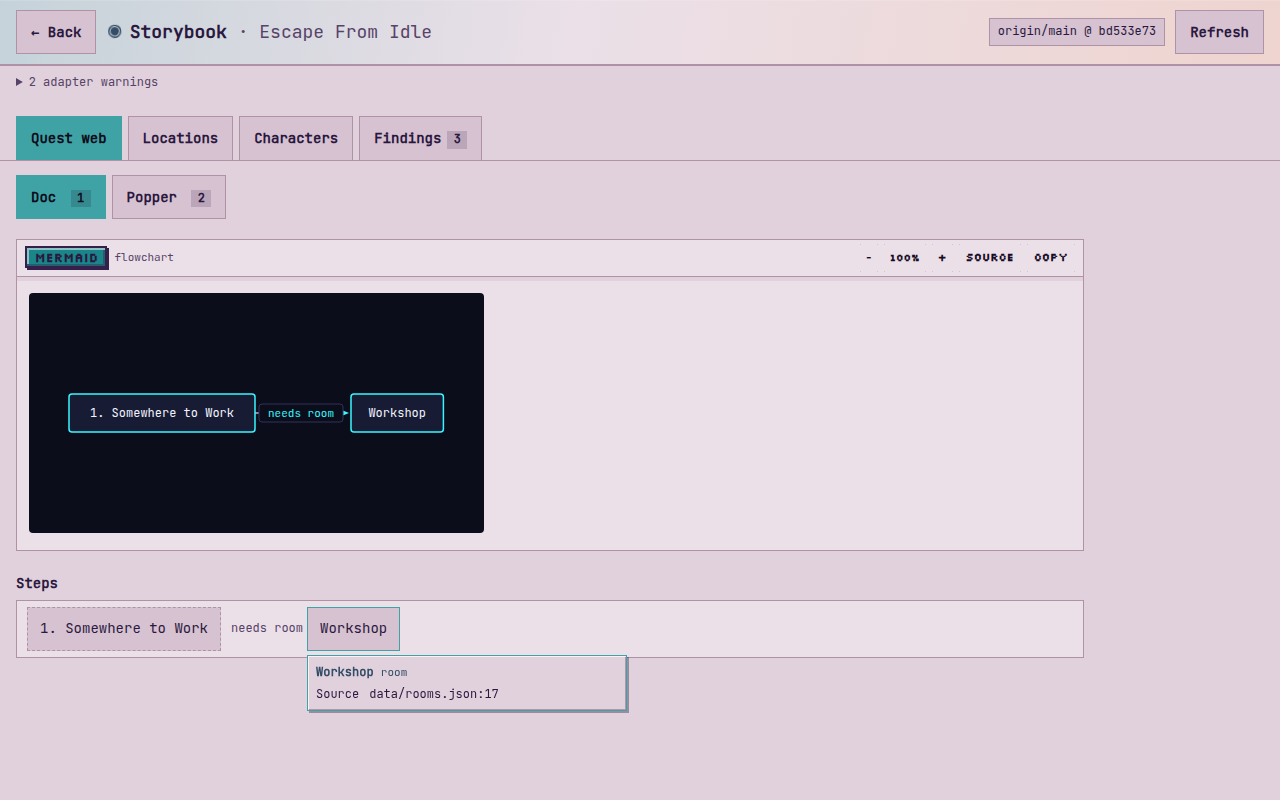 ← Back
Storybook · Escape From Idle
origin/main @ bd533e73
Refresh
▶ 2 adapter warnings
Quest web
Locations
Characters
Findings 3
Doc 1
Popper 2
MERMAID flowchart
- 100% + SOURCE COPY
1. Somewhere to Work needs room Workshop
Steps
1. Somewhere to Work needs room Workshop
Workshop room
Source data/rooms.json:17